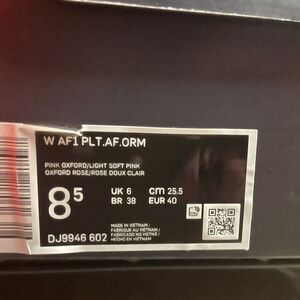 W AF1 PLT.AF.ORM
PINK OXFORD/LIGHT SOFT PINK
OXFORD ROSE/ROSE DOUX CLAIR
8.5
UK 6 CM 25.5
BR 38 EUR 40
MADE IN VIETNAM /
FABRIQUE AU VIETNAM /
FABRICADO NO VIETNÃ /
HECHO EN VIETNAM
DJ9946 602